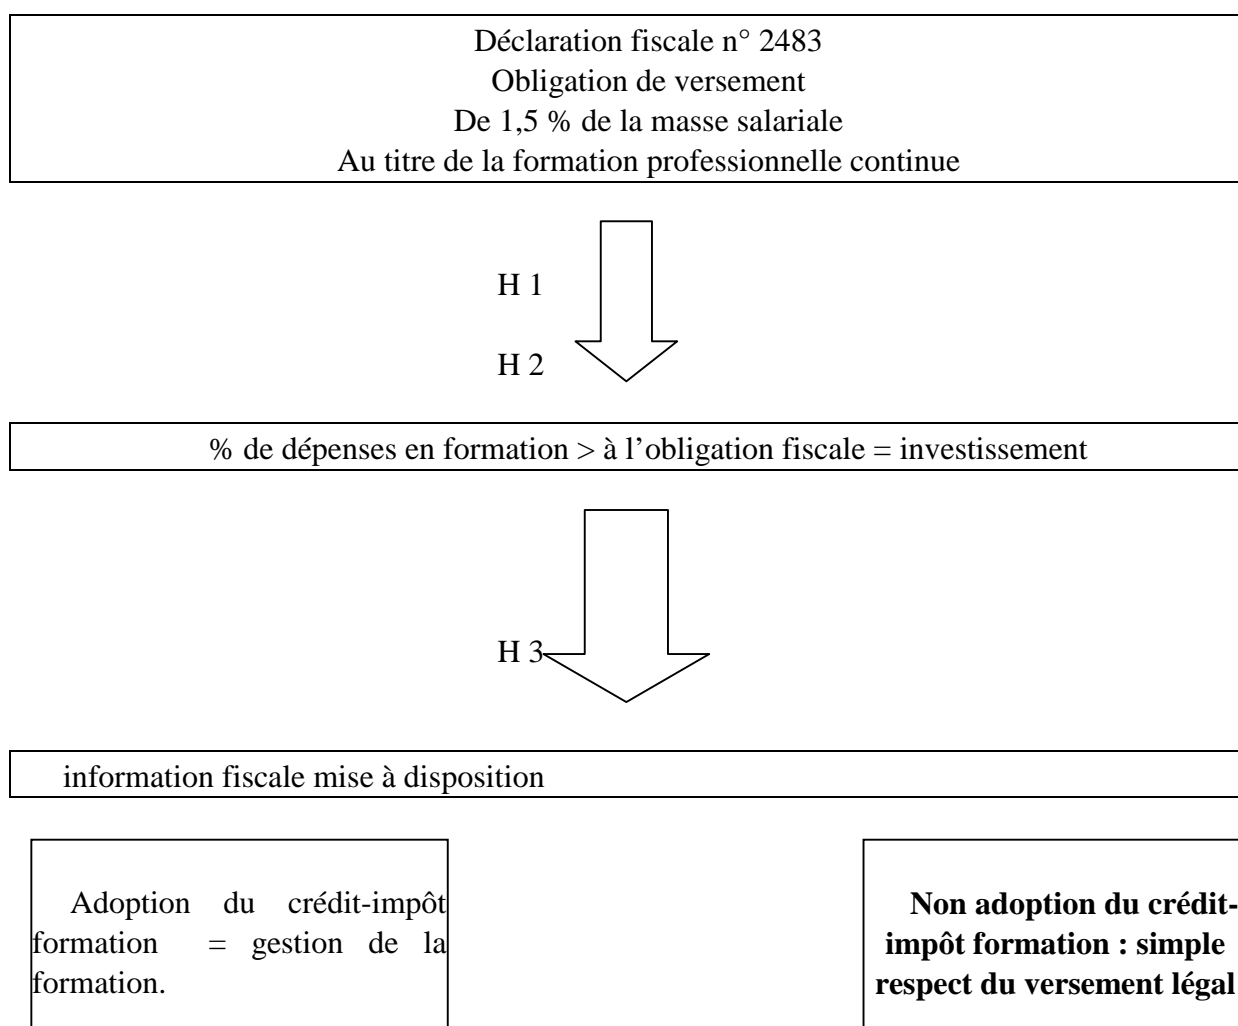 Déclaration fiscale n° 2483
Obligation de versement
De 1,5 % de la masse salariale
Au titre de la formation professionnelle continue
H 1
H 2
% de dépenses en formation > à l’obligation fiscale = investissement
H 3
information fiscale mise à disposition
Adoption du crédit-impôt
formation = gestion de la
formation.
Non adoption du crédit-
impôt formation : simple
respect du versement légal